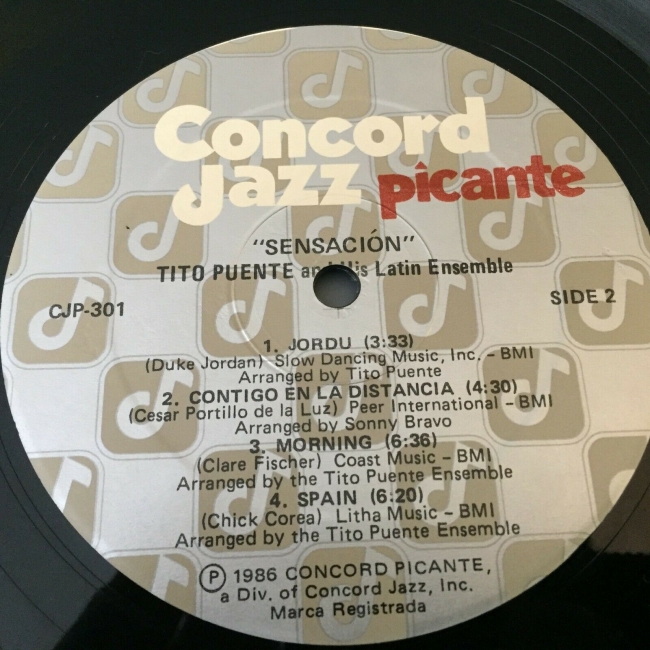 Concord
Jazz picante
"SENSACIÓN"
TITO PUENTE and His Latin Ensemble
CJP-301
SIDE 2
1. JORDU (3:33)
(Duke Jordan) Slow Dancing Music, Inc. – BMI
Arranged by Tito Puente
2. CONTIGO EN LA DISTANCIA (4:30)
(Cesar Portillo de la Luz) Peer International – BMI
Arranged by Sonny Bravo
3. MORNING (6:36)
(Clare Fischer) Coast Music – BMI
Arranged by the Tito Puente Ensemble
4. SPAIN (6:20)
(Chick Corea) Litha Music – BMI
Arranged by the Tito Puente Ensemble
Ⓟ 1986 CONCORD PICANTE,
a Div. of Concord Jazz, Inc.
Marca Registrada